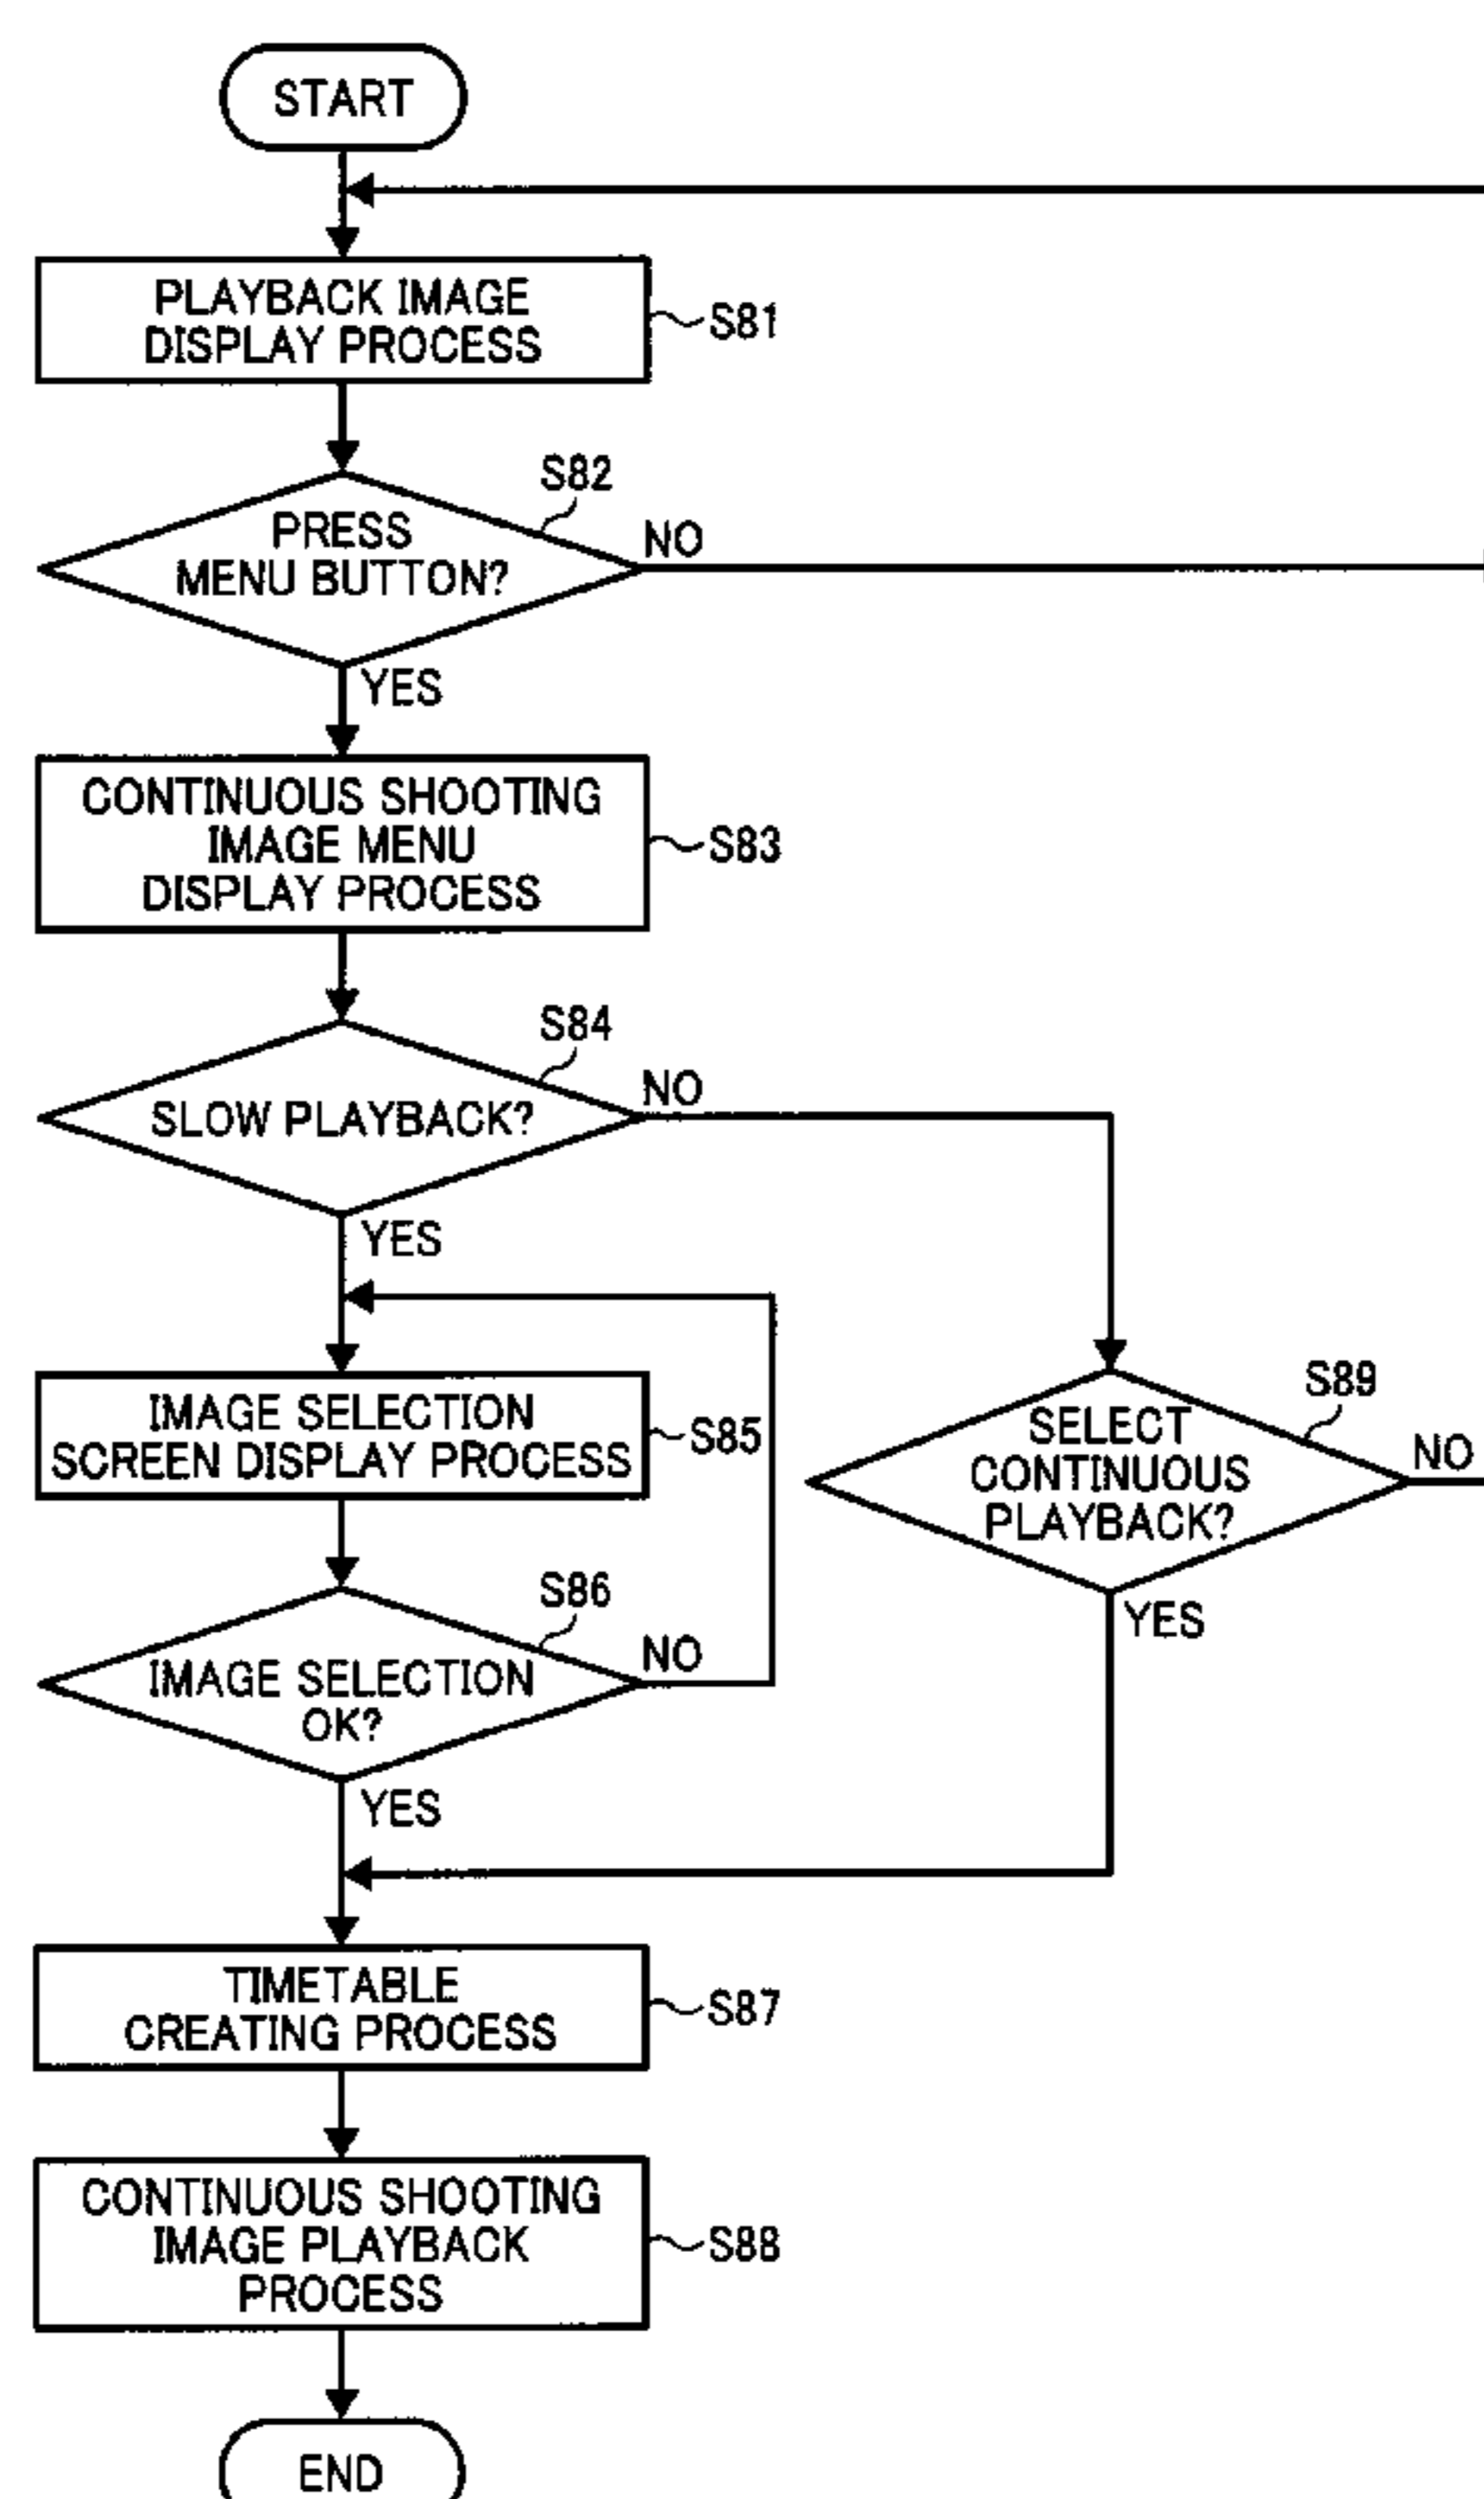 START
PLAYBACK IMAGE
DISPLAY PROCESS
S81
S82
PRESS
MENU BUTTON?
NO
YES
CONTINUOUS SHOOTING
IMAGE MENU
DISPLAY PROCESS
S83
S84
SLOW PLAYBACK?
NO
YES
IMAGE SELECTION
SCREEN DISPLAY PROCESS
S85
S89
SELECT
CONTINUOUS
PLAYBACK?
NO
YES
S86
IMAGE SELECTION
OK?
NO
YES
TIMETABLE
CREATING PROCESS
S87
CONTINUOUS SHOOTING
IMAGE PLAYBACK
PROCESS
S88
END